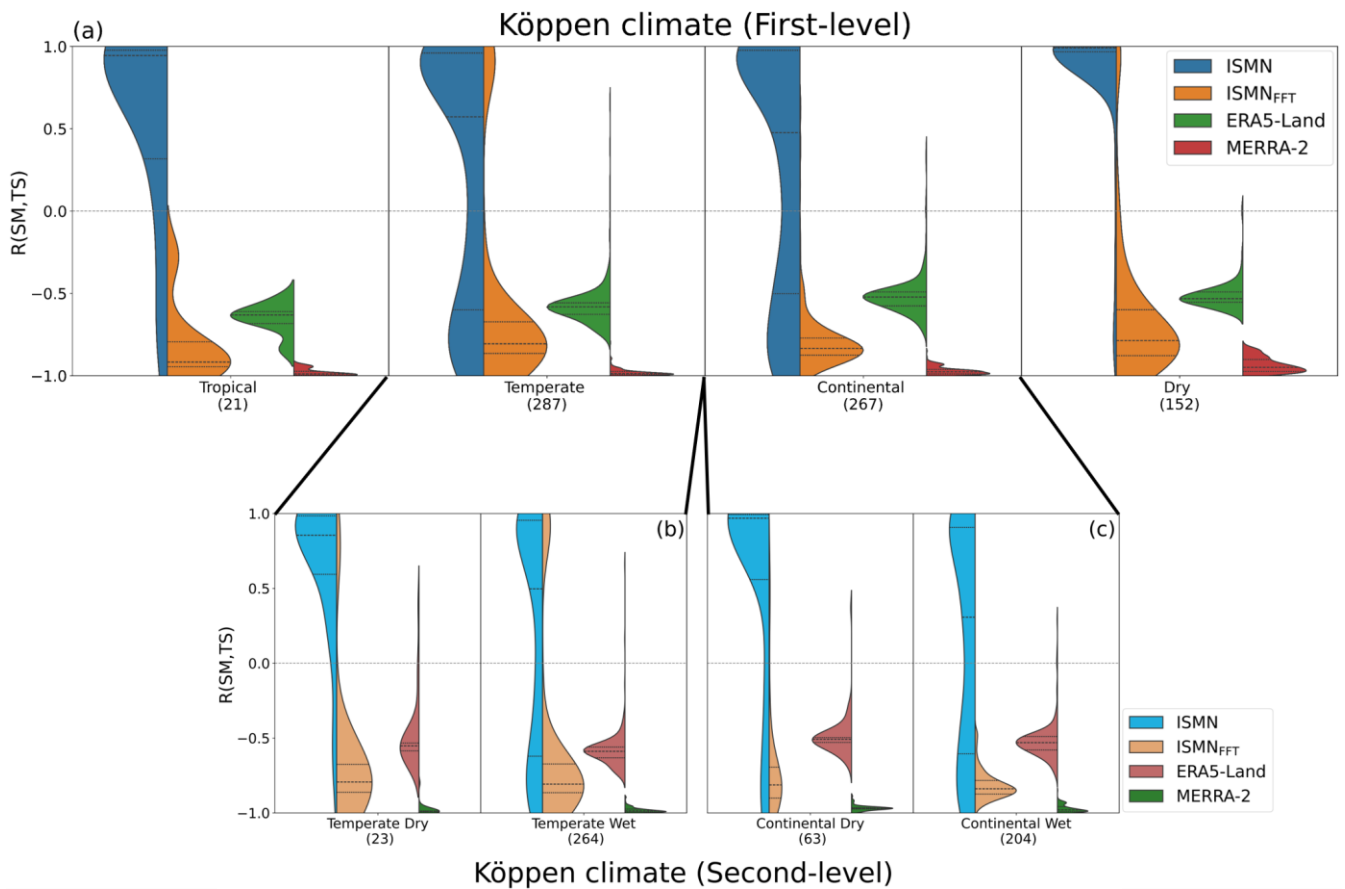 Köppen climate (First-level)
(a)
1.0
0.5
0.0
−0.5
−1.0
R(SM,TS)
ISMN
ISMN_FFT
ERA5-Land
MERRA-2
Tropical
(21)
Temperate
(287)
Continental
(267)
Dry
(152)
(b)
(c)
1.0
0.5
0.0
−0.5
−1.0
R(SM,TS)
ISMN
ISMN_FFT
ERA5-Land
MERRA-2
Temperate Dry
(23)
Temperate Wet
(264)
Continental Dry
(63)
Continental Wet
(204)
Köppen climate (Second-level)